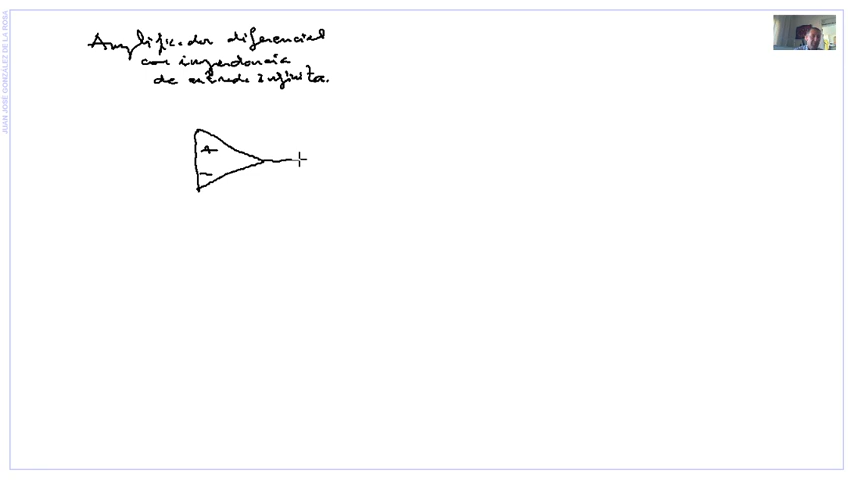 Amplificador diferencial
con impedancia
de entrada infinita.
+
-
JUAN JOSÉ GONZÁLEZ DE LA ROSA